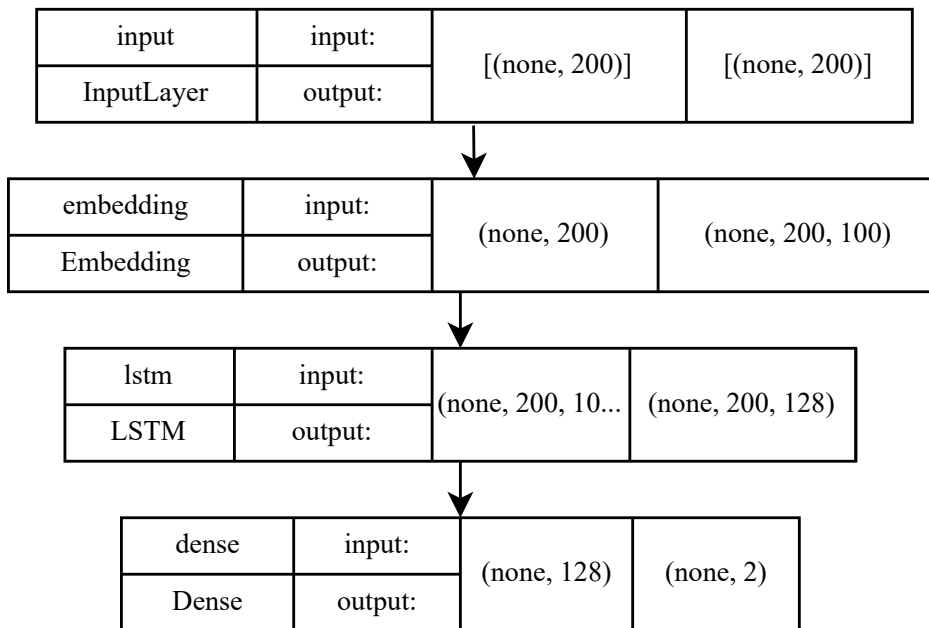 input input: [(none, 200)] [(none, 200)]
InputLayer output:
embedding input: (none, 200) (none, 200, 100)
Embedding output:
lstm input: (none, 200, 10... (none, 200, 128)
LSTM output:
dense input: (none, 128) (none, 2)
Dense output: